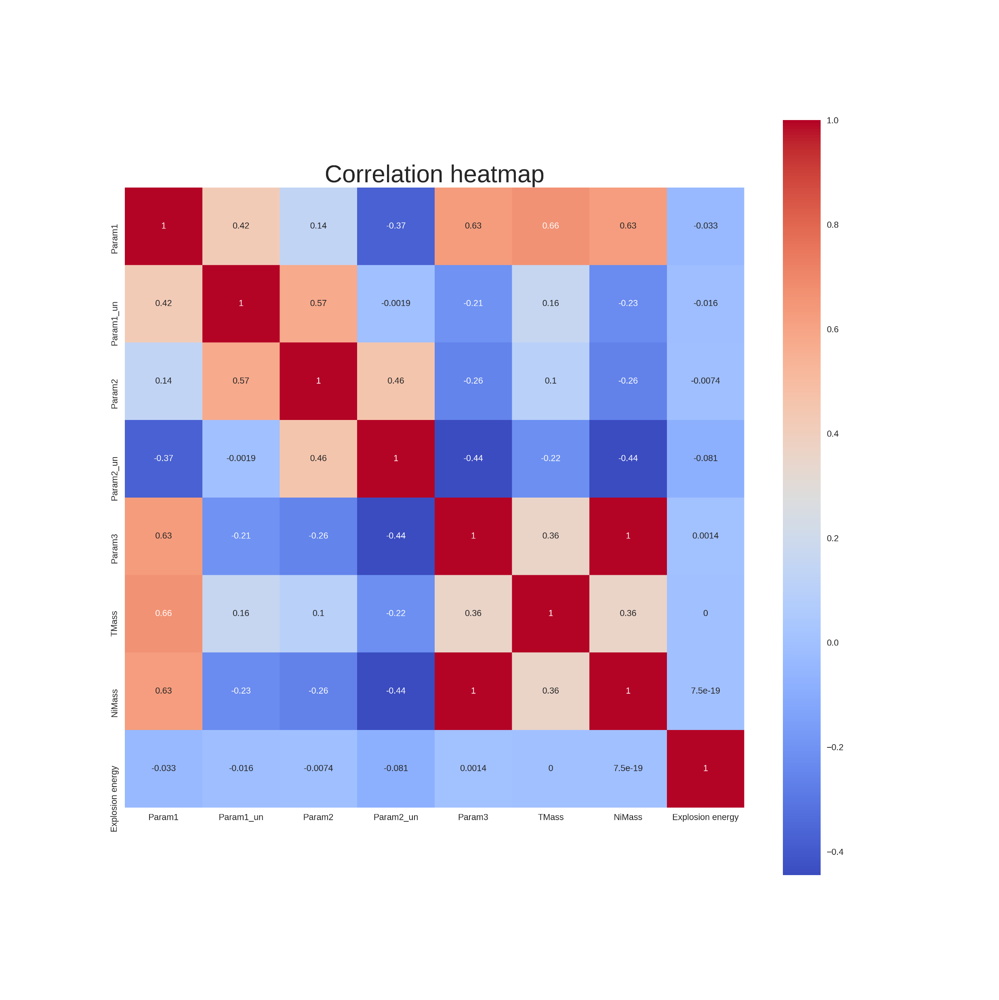 Correlation heatmap
Param1 1 0.42 0.14 -0.37 0.63 0.66 0.63 -0.033
Param1_un 0.42 1 0.57 -0.0019 -0.21 0.16 -0.23 -0.016
Param2 0.14 0.57 1 0.46 -0.26 0.1 -0.26 -0.0074
Param2_un -0.37 -0.0019 0.46 1 -0.44 -0.22 -0.44 -0.081
Param3 0.63 -0.21 -0.26 -0.44 1 0.36 1 0.0014
TMass 0.66 0.16 0.1 -0.22 0.36 1 0.36 0
NiMass 0.63 -0.23 -0.26 -0.44 1 0.36 1 7.5e-19
Explosion energy -0.033 -0.016 -0.0074 -0.081 0.0014 0 7.5e-19 1
Param1 Param1_un Param2 Param2_un Param3 TMass NiMass Explosion energy
1.0
0.8
0.6
0.4
0.2
0.0
−0.2
−0.4